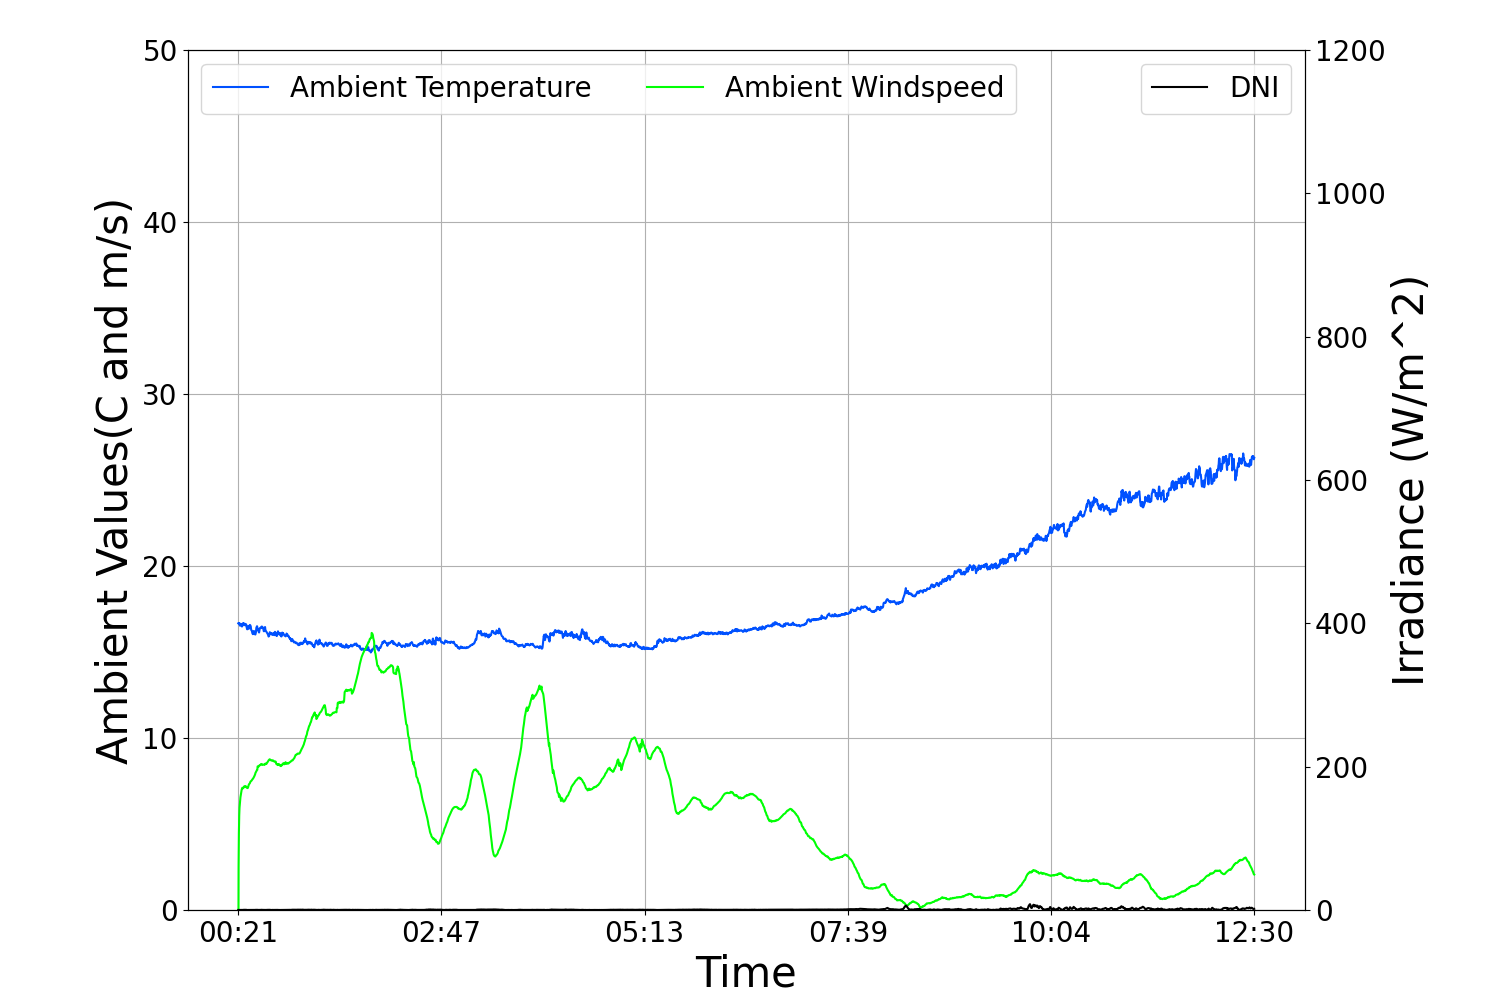 Ambient Temperature Ambient Windspeed DNI
50
40
30
20
10
0
1200
1000
800
600
400
200
0
Ambient Values(C and m/s)
Irradiance (W/m^2)
00:21 02:47 05:13 07:39 10:04 12:30
Time